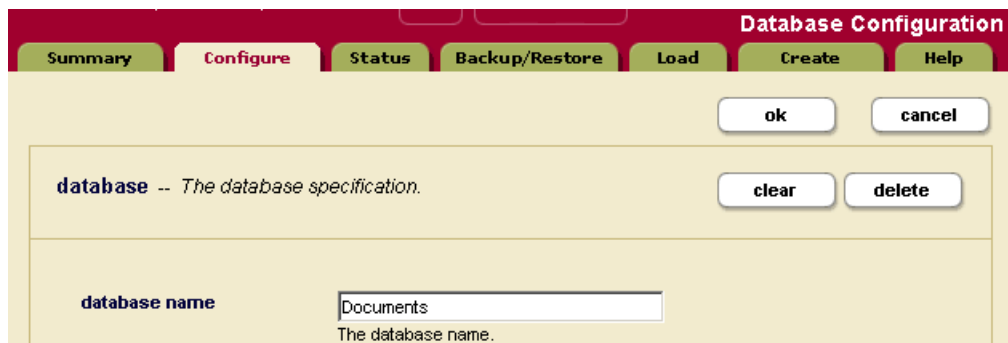 Database Configuration
Summary Configure Status Backup/Restore Load Create Help
ok cancel
database -- The database specification.
clear delete
database name
Documents
The database name.